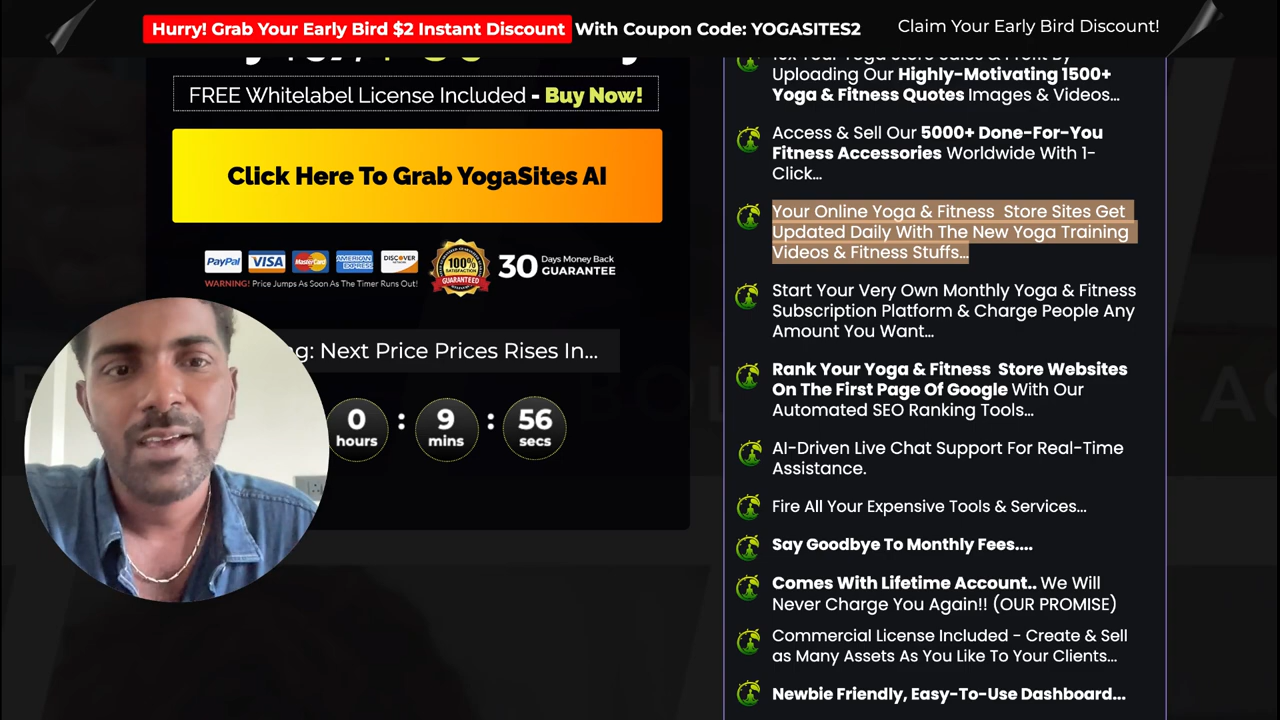 Hurry! Grab Your Early Bird $2 Instant Discount With Coupon Code: YOGASITES2
Claim Your Early Bird Discount!
FREE Whitelabel License Included - Buy Now!
Click Here To Grab YogaSites AI
PayPal VISA MasterCard AMERICAN EXPRESS DISCOVER
100%
SATISFACTION
GUARANTEED
30 Days Money Back
GUARANTEE
WARNING! Price Jumps As Soon As The Timer Runs Out!
Next Price Prices Rises In...
0 : 9 : 56
hours mins secs
Uploading Our Highly-Motivating 1500+
Yoga & Fitness Quotes Images & Videos...
Access & Sell Our 5000+ Done-For-You
Fitness Accessories Worldwide With 1-
Click...
Your Online Yoga & Fitness Store Sites Get
Updated Daily With The New Yoga Training
Videos & Fitness Stuffs...
Start Your Very Own Monthly Yoga & Fitness
Subscription Platform & Charge People Any
Amount You Want...
Rank Your Yoga & Fitness Store Websites
On The First Page Of Google With Our
Automated SEO Ranking Tools...
AI-Driven Live Chat Support For Real-Time
Assistance.
Fire All Your Expensive Tools & Services...
Say Goodbye To Monthly Fees....
Comes With Lifetime Account.. We Will
Never Charge You Again!! (OUR PROMISE)
Commercial License Included - Create & Sell
as Many Assets As You Like To Your Clients...
Newbie Friendly, Easy-To-Use Dashboard...